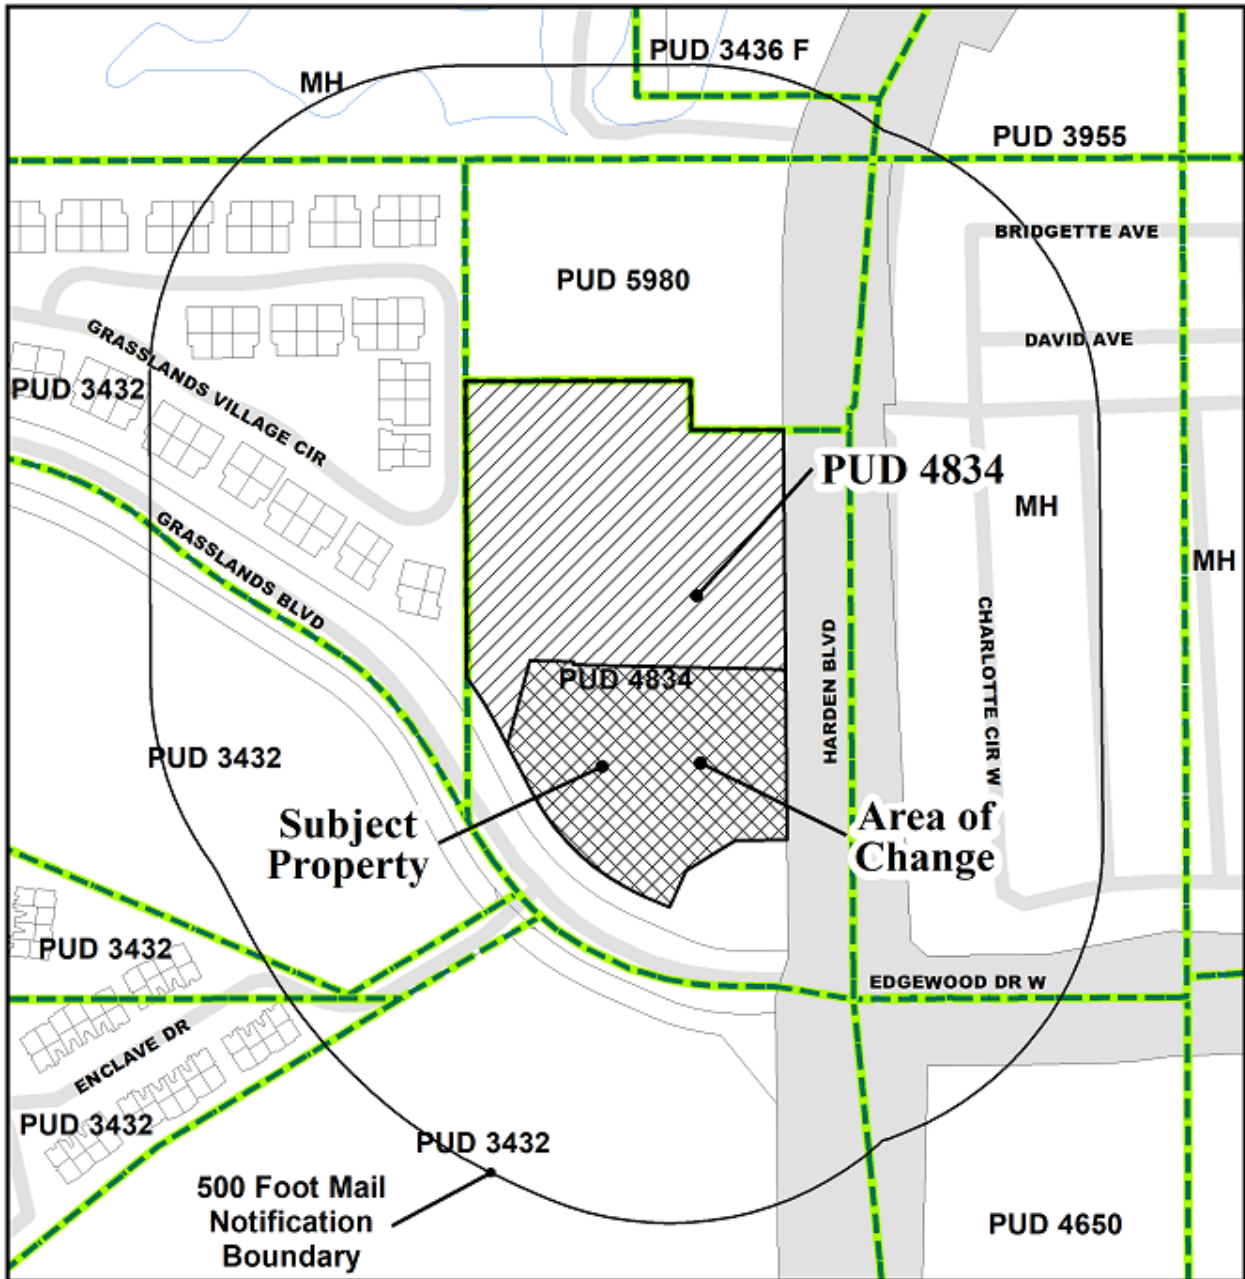 PUD 3436 F
MH
PUD 3955
BRIDGETTE AVE
PUD 5980
DAVID AVE
GRASSLANDS VILLAGE CIR
PUD 3432
PUD 4834
MH
MH
GRASSLANDS BLVD
CHARLOTTE CIR W
HARDEN BLVD
PUD 4834
PUD 3432
Subject
Property
Area of
Change
PUD 3432
EDGEWOOD DR W
ENCLAVE DR
PUD 3432
PUD 3432
500 Foot Mail
Notification
Boundary
PUD 4650